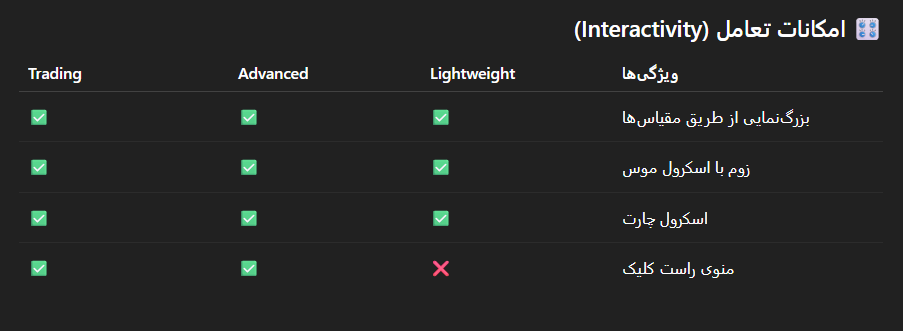 🎛️ امکانات تعامل (Interactivity)
ویژگی‌ها Lightweight Advanced Trading
بزرگ‌نمایی از طریق مقیاس‌ها ✅ ✅ ✅
زوم با اسکرول موس ✅ ✅ ✅
اسکرول چارت ✅ ✅ ✅
منوی راست کلیک ❌ ✅ ✅